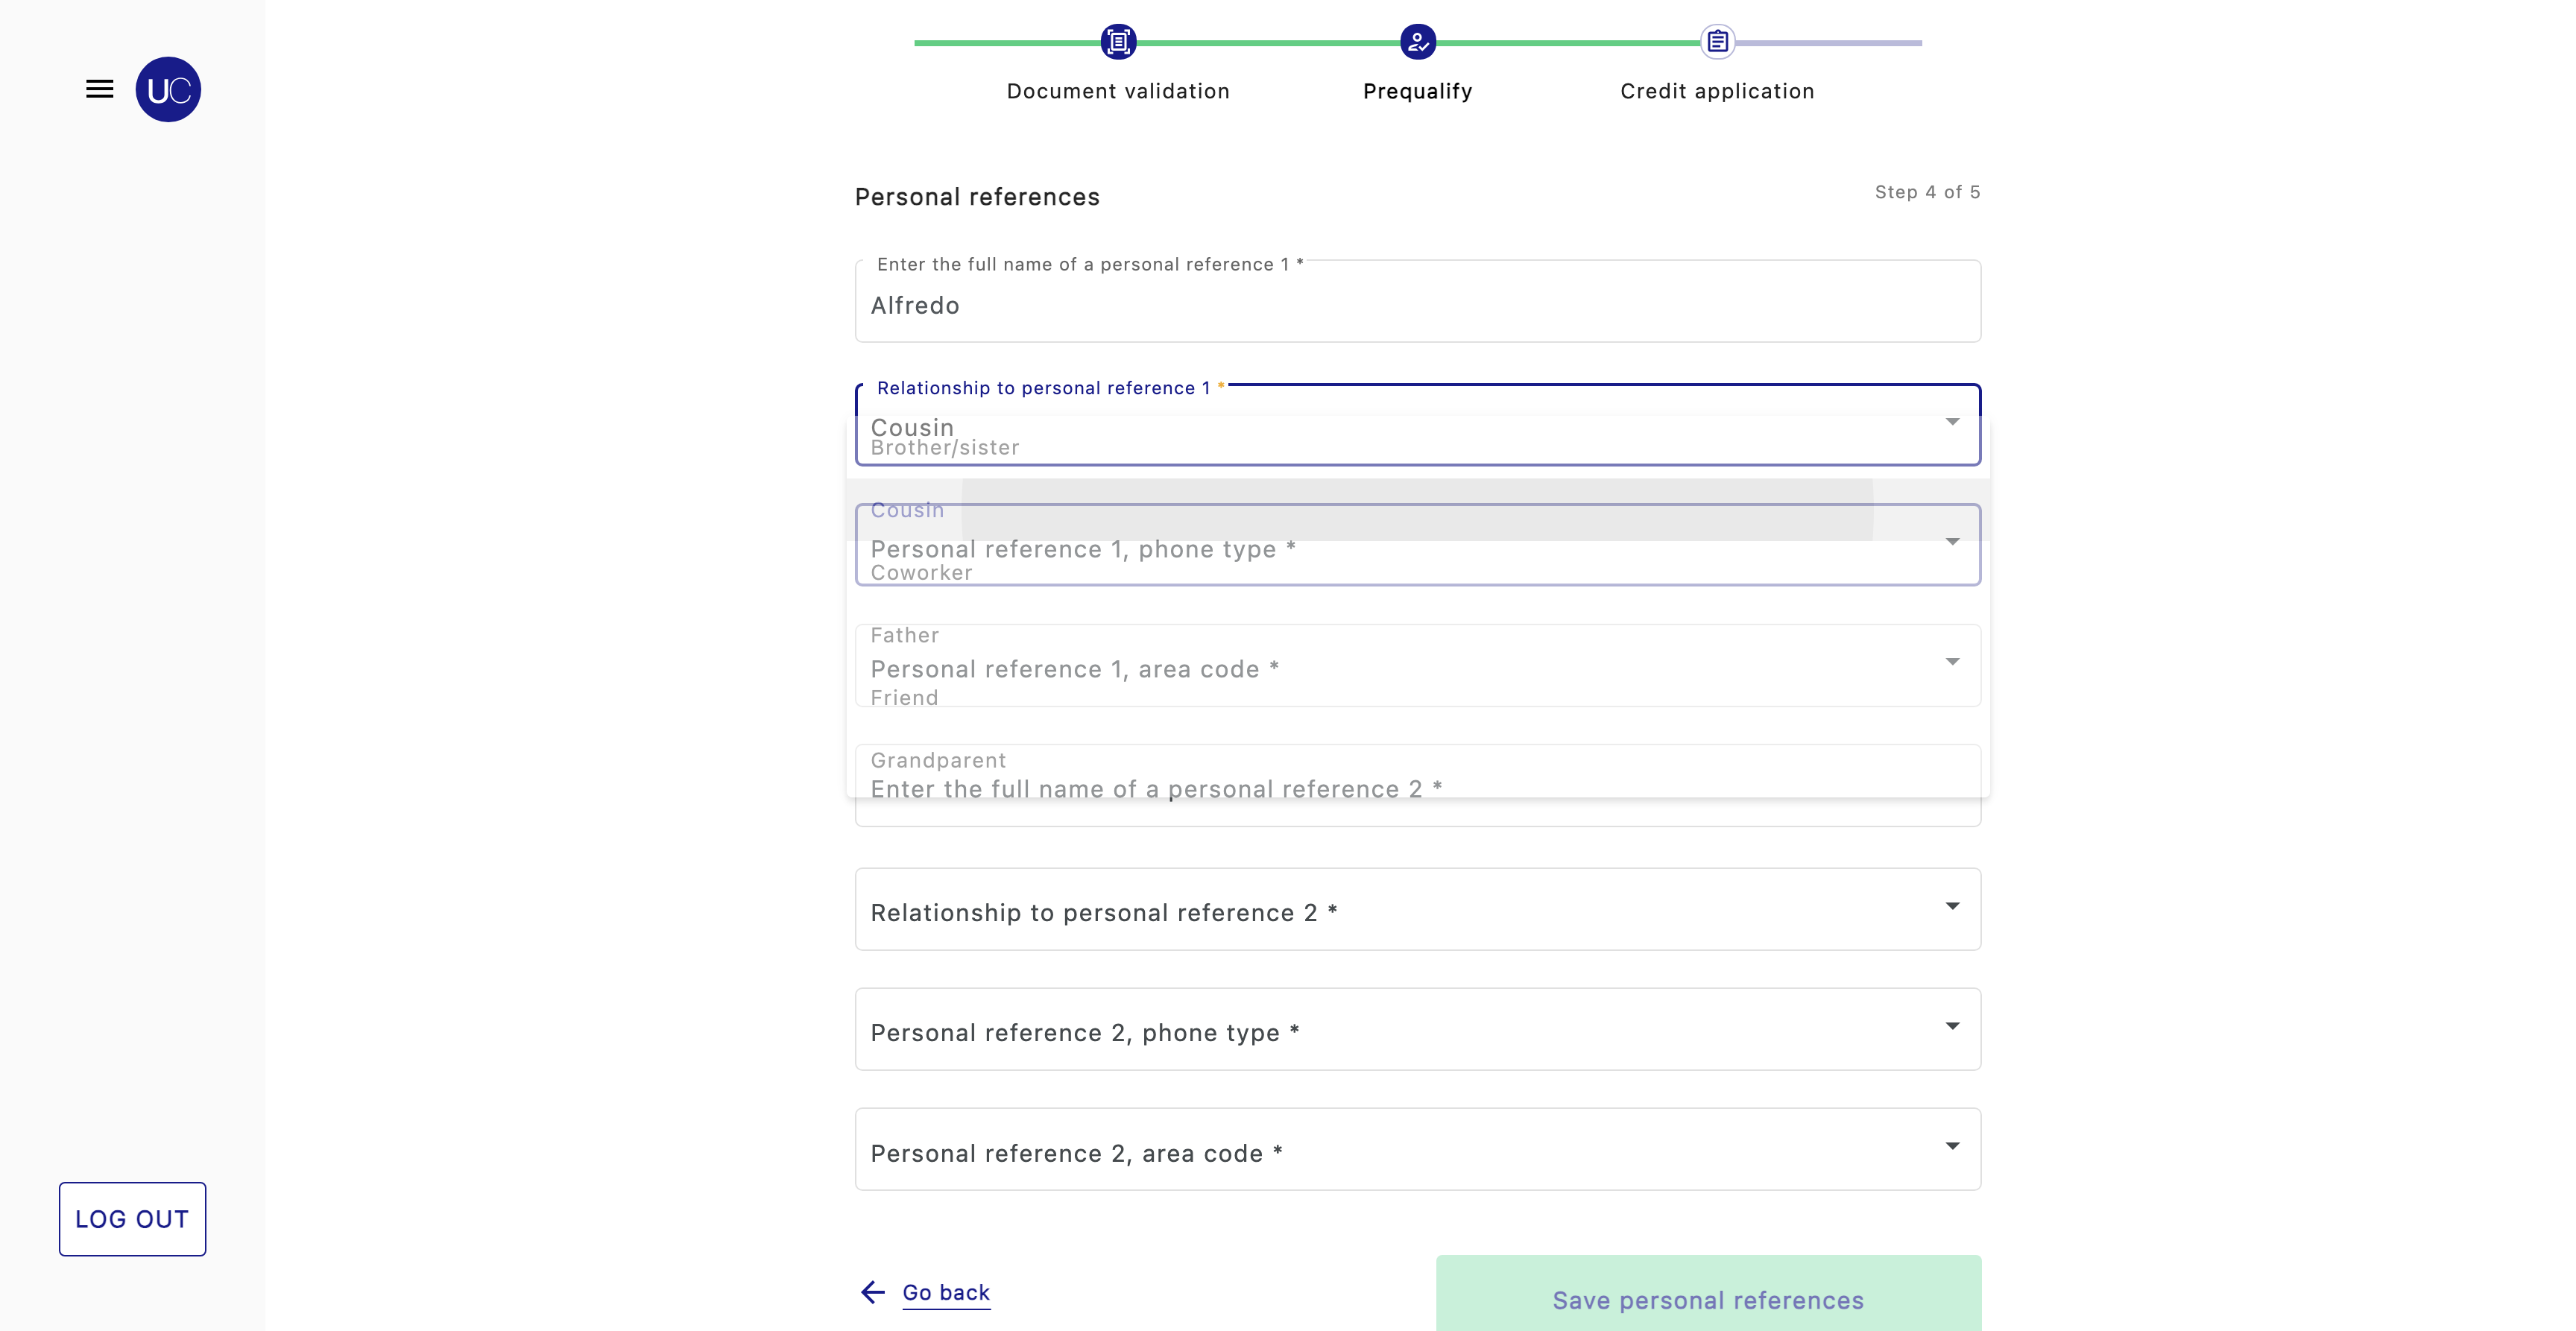 UC
Document validation
Prequalify
Credit application
Personal references
Step 4 of 5
Enter the full name of a personal reference 1 *
Alfredo
Relationship to personal reference 1 *
Cousin
Brother/sister
Cousin
Personal reference 1, phone type *
Coworker
Father
Personal reference 1, area code *
Friend
Grandparent
Enter the full name of a personal reference 2 *
Relationship to personal reference 2 *
Personal reference 2, phone type *
Personal reference 2, area code *
LOG OUT
Go back
Save personal references